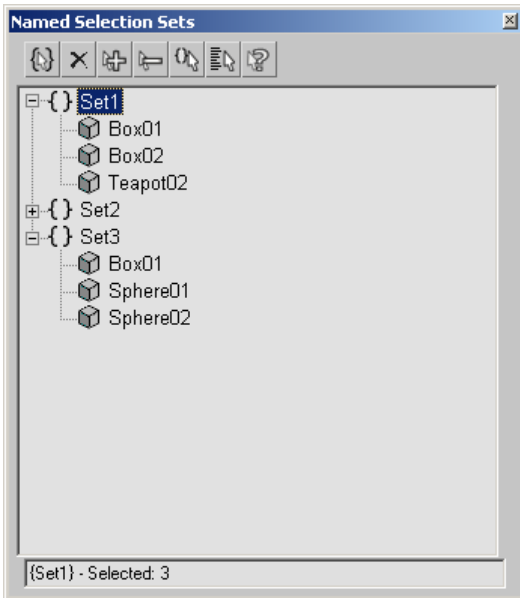 Named Selection Sets
{} Set1
Box01
Box02
Teapot02
{} Set2
{} Set3
Box01
Sphere01
Sphere02
{Set1} - Selected: 3